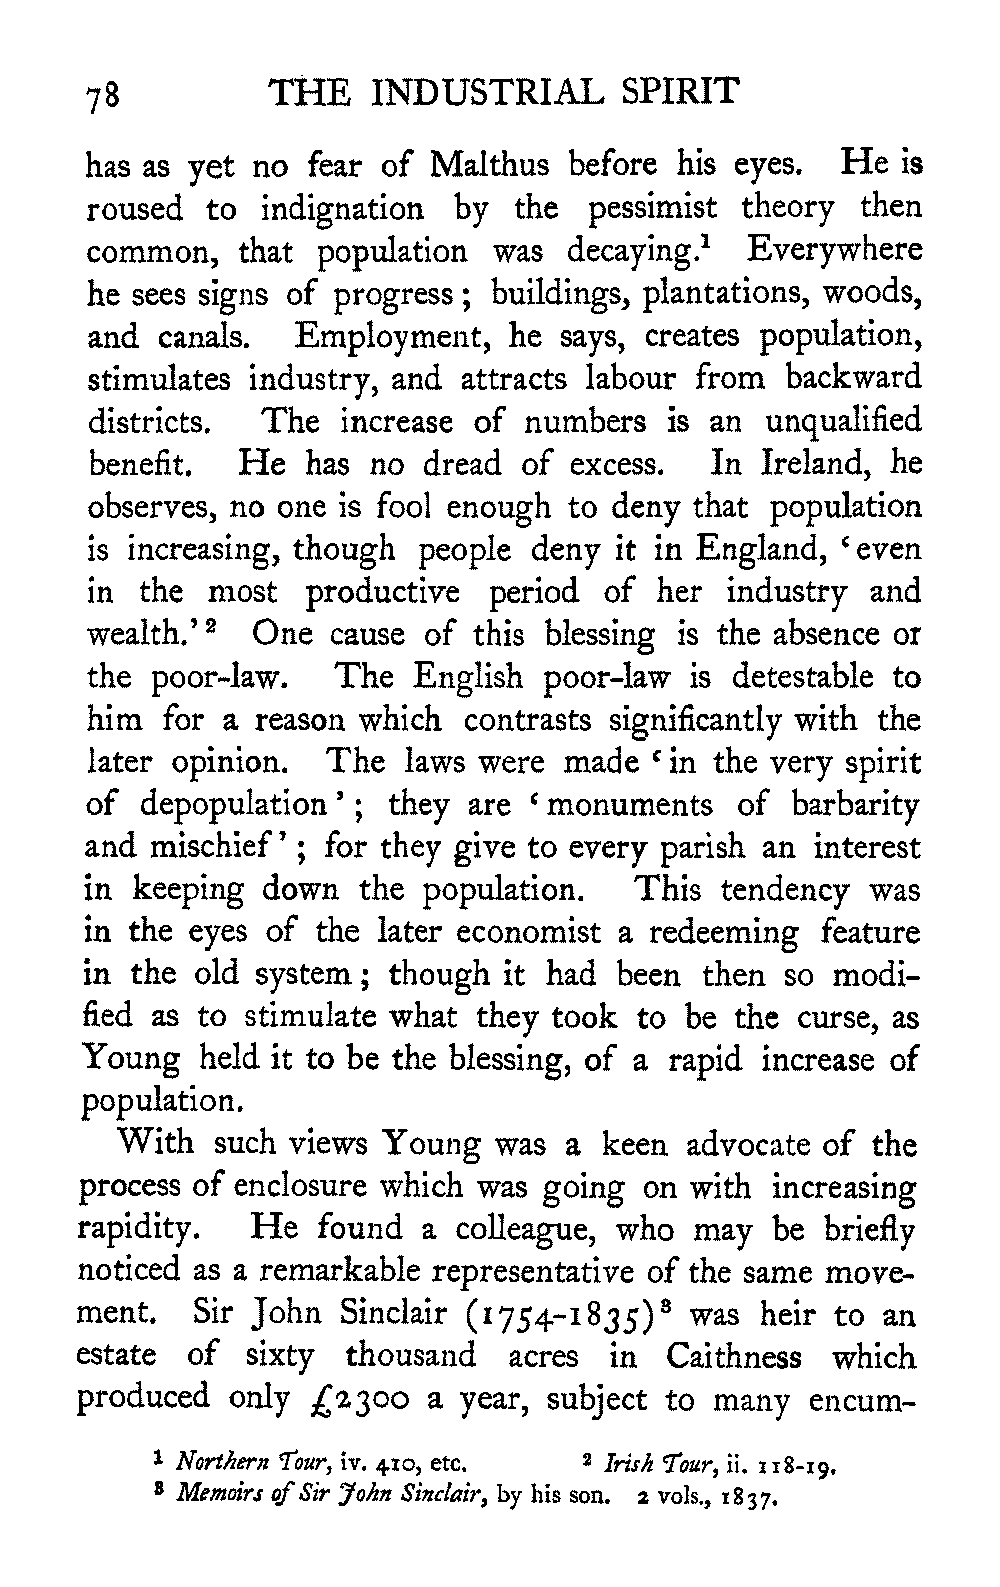 78 THE INDUSTRIAL SPIRIT
has as yet no fear of Malthus before his eyes. He is
roused to indignation by the pessimist theory then
common, that population was decaying.¹ Everywhere
he sees signs of progress; buildings, plantations, woods,
and canals. Employment, he says, creates population,
stimulates industry, and attracts labour from backward
districts. The increase of numbers is an unqualified
benefit. He has no dread of excess. In Ireland, he
observes, no one is fool enough to deny that population
is increasing, though people deny it in England, ‘even
in the most productive period of her industry and
wealth.’² One cause of this blessing is the absence or
the poor-law. The English poor-law is detestable to
him for a reason which contrasts significantly with the
later opinion. The laws were made ‘in the very spirit
of depopulation’; they are ‘monuments of barbarity
and mischief’; for they give to every parish an interest
in keeping down the population. This tendency was
in the eyes of the later economist a redeeming feature
in the old system; though it had been then so modi-
fied as to stimulate what they took to be the curse, as
Young held it to be the blessing, of a rapid increase of
population.
With such views Young was a keen advocate of the
process of enclosure which was going on with increasing
rapidity. He found a colleague, who may be briefly
noticed as a remarkable representative of the same move-
ment. Sir John Sinclair (1754-1835)³ was heir to an
estate of sixty thousand acres in Caithness which
produced only £2300 a year, subject to many encum-
¹ Northern Tour, iv. 410, etc. ² Irish Tour, ii. 118-19.
³ Memoirs of Sir John Sinclair, by his son. 2 vols., 1837.